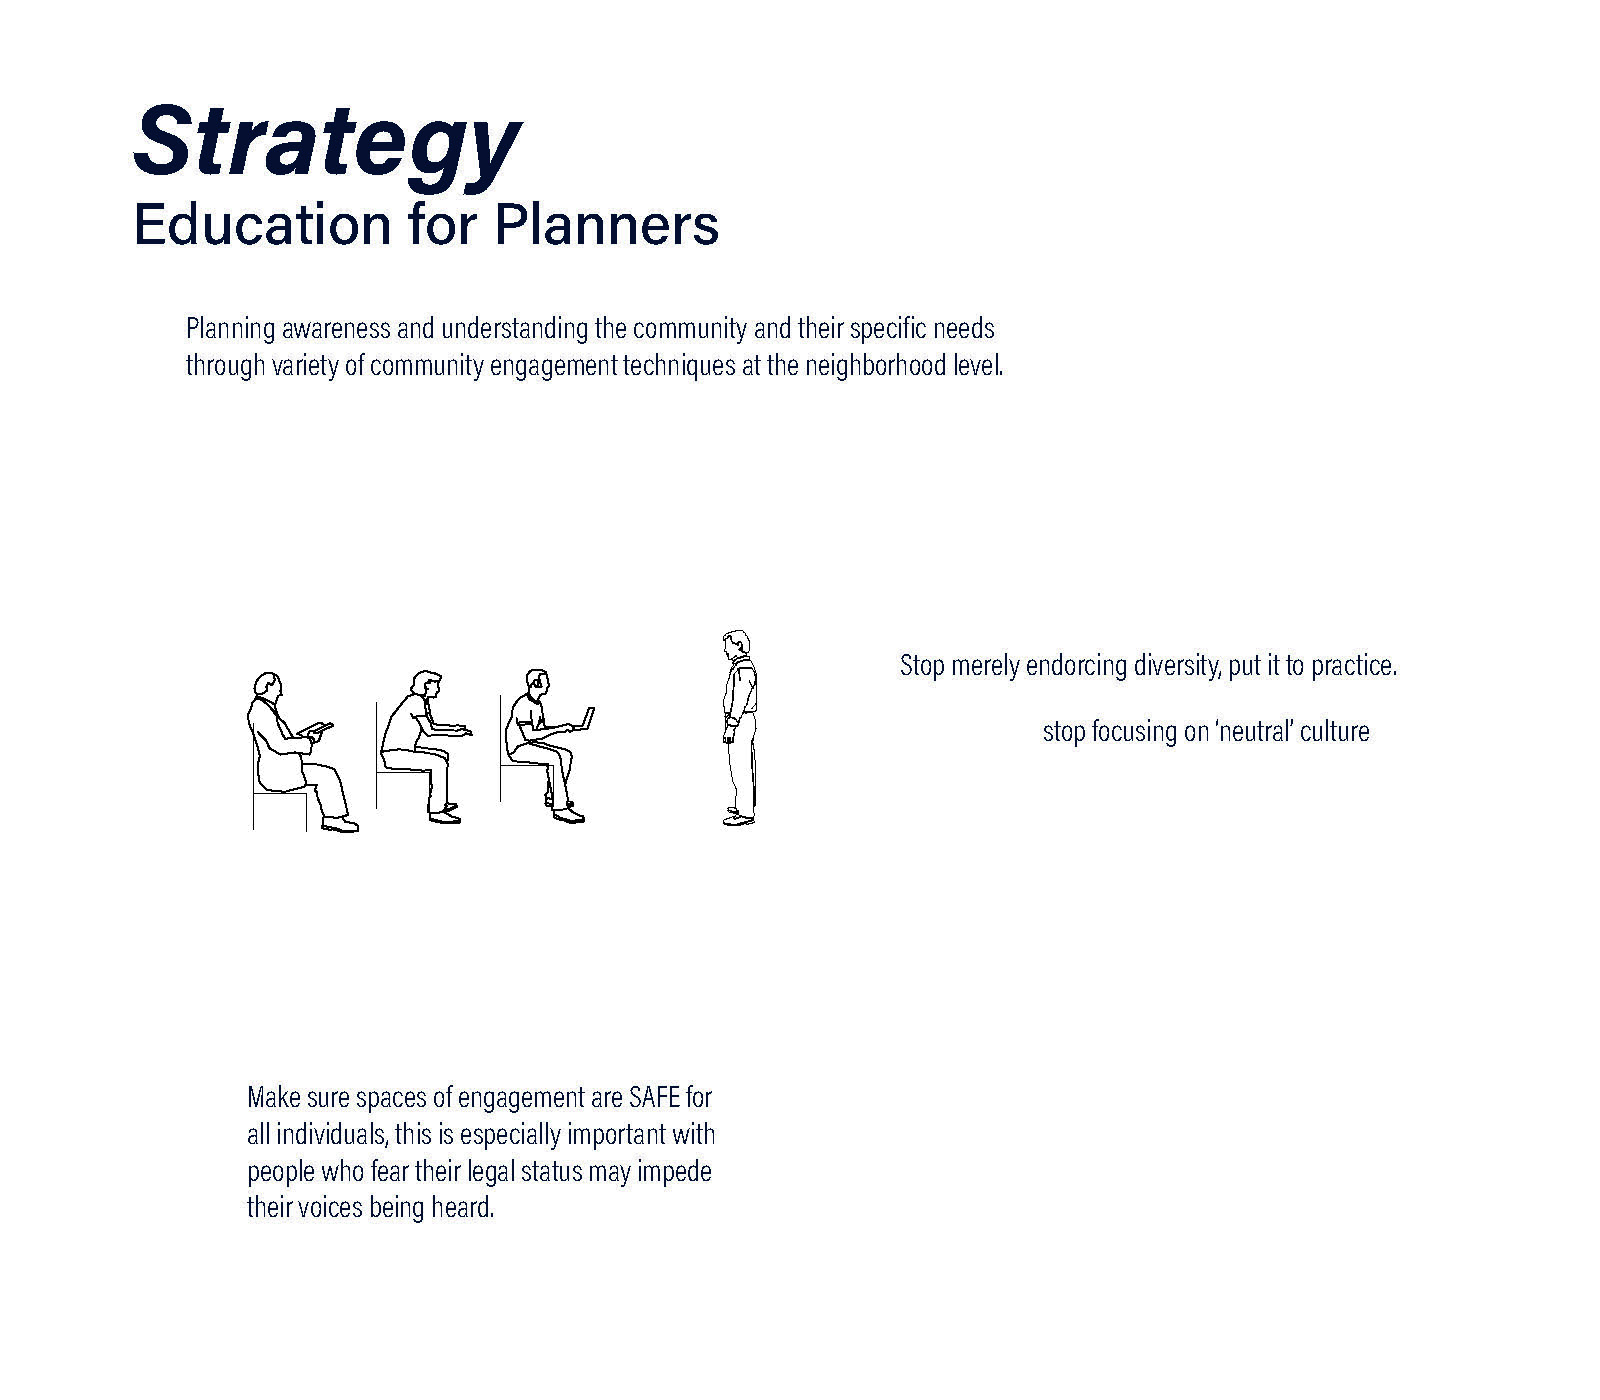 Strategy
Education for Planners
Planning awareness and understanding the community and their specific needs
through variety of community engagement techniques at the neighborhood level.
Stop merely endorcing diversity, put it to practice.
stop focusing on ‘neutral’ culture
Make sure spaces of engagement are SAFE for
all individuals, this is especially important with
people who fear their legal status may impede
their voices being heard.